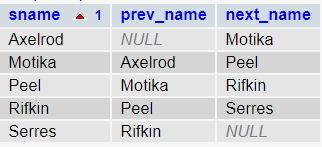 sname 1 prev_name next_name
Axelrod NULL Motika
Motika Axelrod Peel
Peel Motika Rifkin
Rifkin Peel Serres
Serres Rifkin NULL